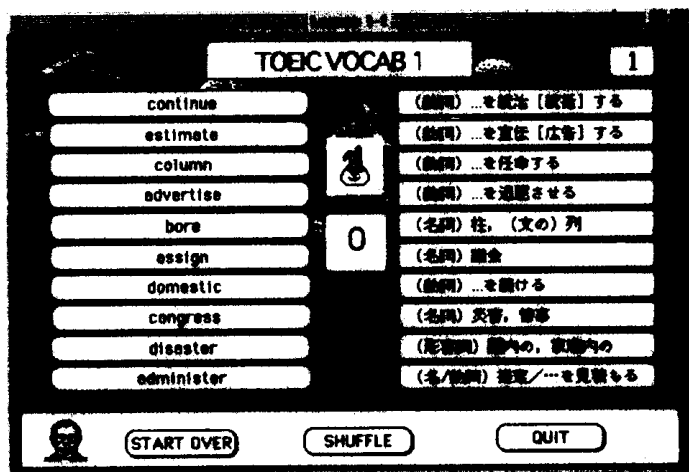 TOEIC VOCAB 1
1
continue
estimate
column
advertise
bore
assign
domestic
congress
disaster
administer
0
(動詞) …を統治 [統括] する
(動詞) …を宣伝 [広告] する
(動詞) …を任命する
(動詞) …を退屈させる
(名詞) 柱, (文の) 列
(名詞) 議会
(動詞) …を続ける
(名詞) 災害, 惨事
(形容詞) 国内の, 家庭内の
(名/動詞) …を見積もる
START OVER
SHUFFLE
QUIT